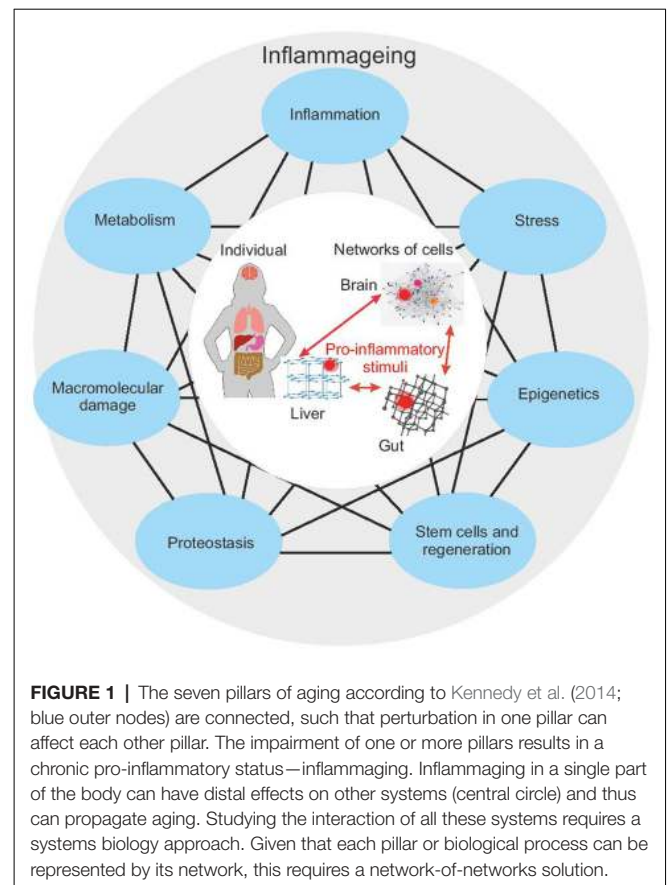 Inflammageing
Inflammation
Metabolism
Stress
Individual
Networks of cells
Brain
Pro-inflammatory
stimuli
Macromolecular
damage
Epigenetics
Liver
Gut
Proteostasis
Stem cells and
regeneration
FIGURE 1 | The seven pillars of aging according to Kennedy et al. (2014;
blue outer nodes) are connected, such that perturbation in one pillar can
affect each other pillar. The impairment of one or more pillars results in a
chronic pro-inflammatory status—inflammaging. Inflammaging in a single part
of the body can have distal effects on other systems (central circle) and thus
can propagate aging. Studying the interaction of all these systems requires a
systems biology approach. Given that each pillar or biological process can be
represented by its network, this requires a network-of-networks solution.